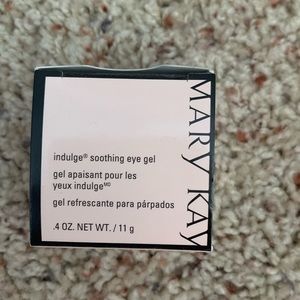 indulge® soothing eye gel
gel apaisant pour les
yeux indulgeᴹᴰ
gel refrescante para párpados
.4 OZ. NET WT. / 11 g
MARY KAY